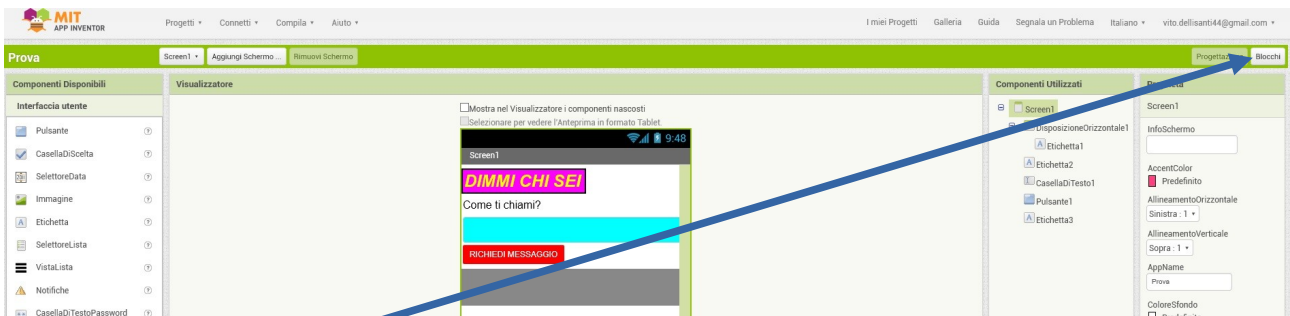 MIT
APP INVENTOR
Progetti
Connetti
Compila
Aiuto
I miei Progetti
Galleria
Guida
Segnala un Problema
Italiano
vito.dellisanti44@gmail.com
Prova
Screen1
Aggiungi Schermo ...
Rimuovi Schermo
Blocchi
Componenti Disponibili
Interfaccia utente
Pulsante
CasellaDiScelta
SelettoreData
Immagine
Etichetta
SelettoreLista
VistaLista
Notifiche
CasellaDiTestoPassword
Visualizzatore
Mostra nel Visualizzatore i componenti nascosti
Selezionare per vedere l'Anteprima in formato Tablet.
9:48
Screen1
DIMMI CHI SEI
Come ti chiami?
RICHIEDI MESSAGGIO
Componenti Utilizzati
Screen1
DisposizioneOrizzontale1
Etichetta1
Etichetta2
CasellaDiTesto1
Pulsante1
Etichetta3
Screen1
InfoSchermo
AccentColor
Predefinito
AllineamentoOrizzontale
Sinistra : 1
AllineamentoVerticale
Sopra : 1
AppName
Prova
ColoreSfondo